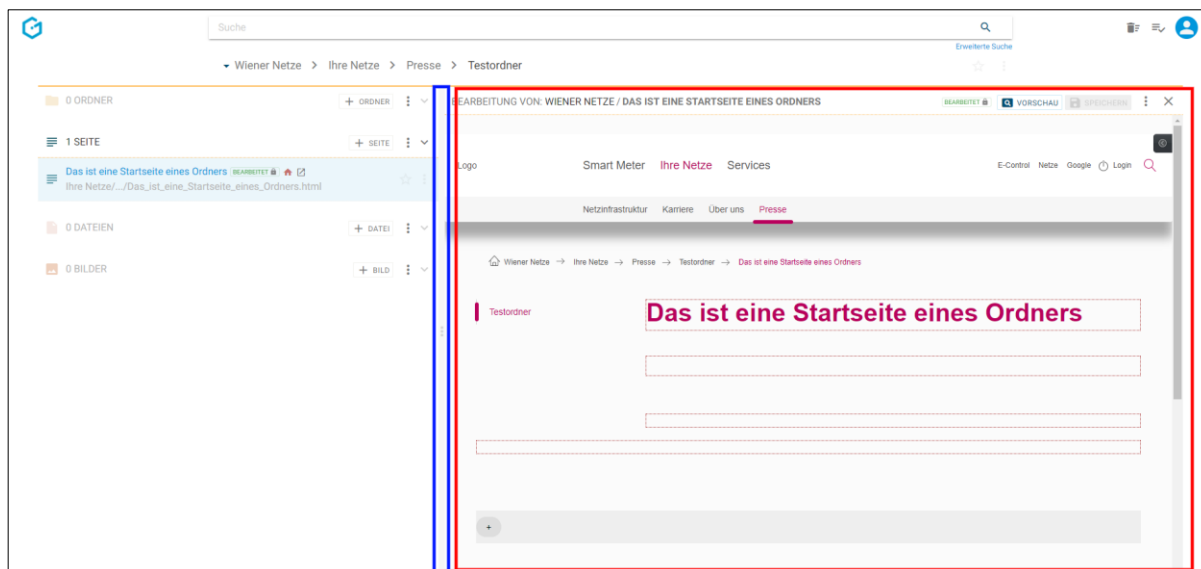 Suche
Erweiterte Suche
Wiener Netze > Ihre Netze > Presse > Testordner
0 ORDNER
+ ORDNER
1 SEITE
+ SEITE
Das ist eine Startseite eines Ordners BEARBEITET
Ihre Netze/.../Das_ist_eine_Startseite_eines_Ordners.html
0 DATEIEN
+ DATEI
0 BILDER
+ BILD
BEARBEITUNG VON: WIENER NETZE / DAS IST EINE STARTSEITE EINES ORDNERS
BEARBEITET
VORSCHAU
SPEICHERN
Logo
Smart Meter Ihre Netze Services
E-Control Netze Google Login
Netzinfrastruktur Karriere Über uns Presse
Wiener Netze → Ihre Netze → Presse → Testordner → Das ist eine Startseite eines Ordners
Testordner
Das ist eine Startseite eines Ordners
+